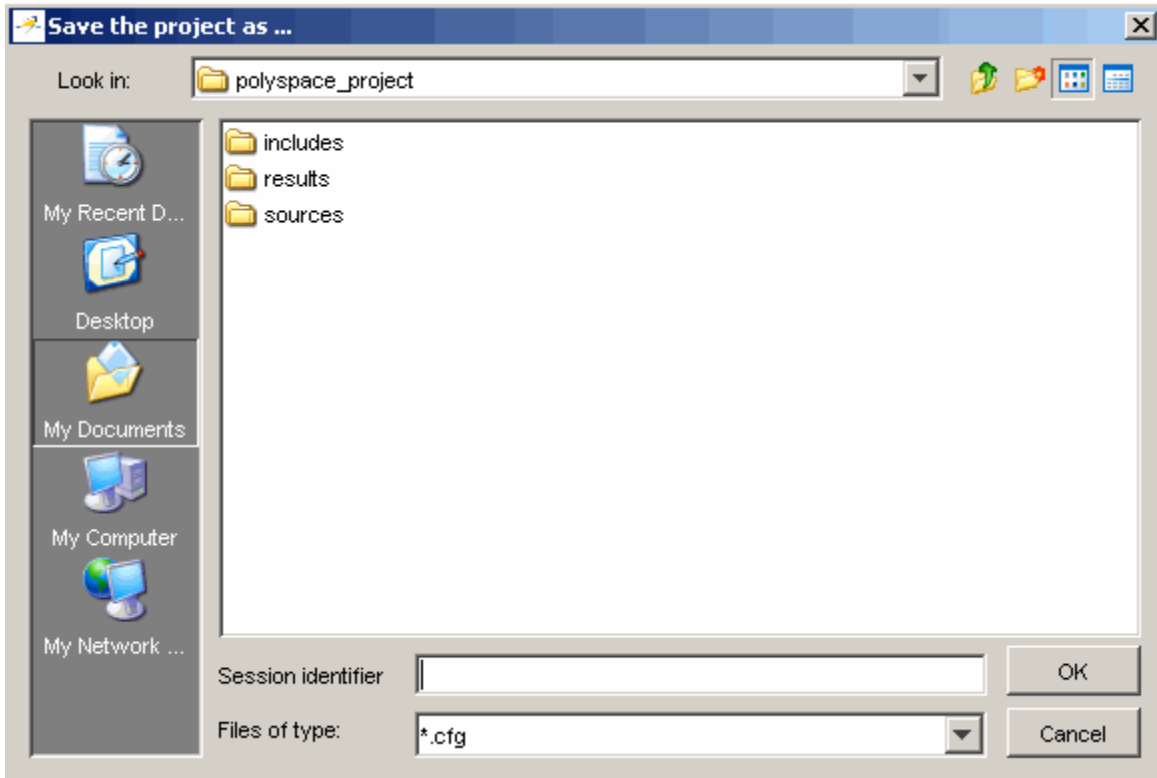 Save the project as ...
Look in:
polyspace_project
includes
results
sources
My Recent D...
Desktop
My Documents
My Computer
My Network ...
Session identifier
OK
Files of type:
*.cfg
Cancel